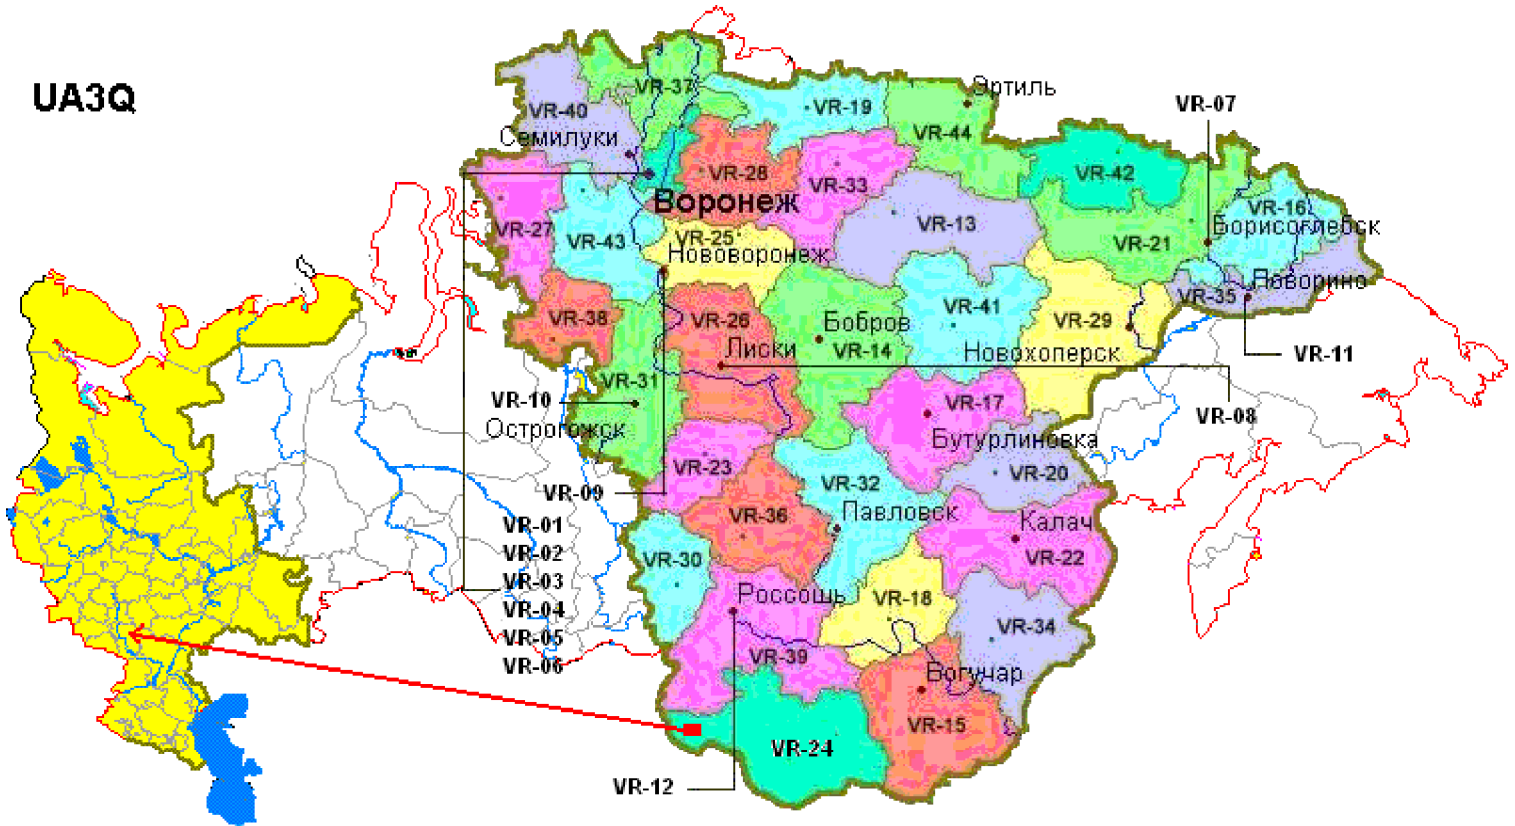 UA3Q
Эртиль
VR-37
VR-40
VR-19
VR-07
VR-44
Семилуки
VR-28
VR-42
VR-33
Воронеж
VR-16
VR-27
VR-43
VR-25
VR-13
VR-21
Борисоглебск
Нововоронеж
Поворино
VR-35
VR-38
VR-26
VR-41
VR-29
Бобров
VR-14
Лиски
Новохоперск
VR-11
VR-31
VR-10
VR-17
VR-08
Острогожск
Бутурлиновка
VR-23
VR-20
VR-32
VR-09
VR-36
Павловск
Калач
VR-01
VR-02
VR-30
VR-22
VR-03
Россошь
VR-18
VR-04
VR-34
VR-05
VR-39
VR-06
Богучар
VR-15
VR-24
VR-12